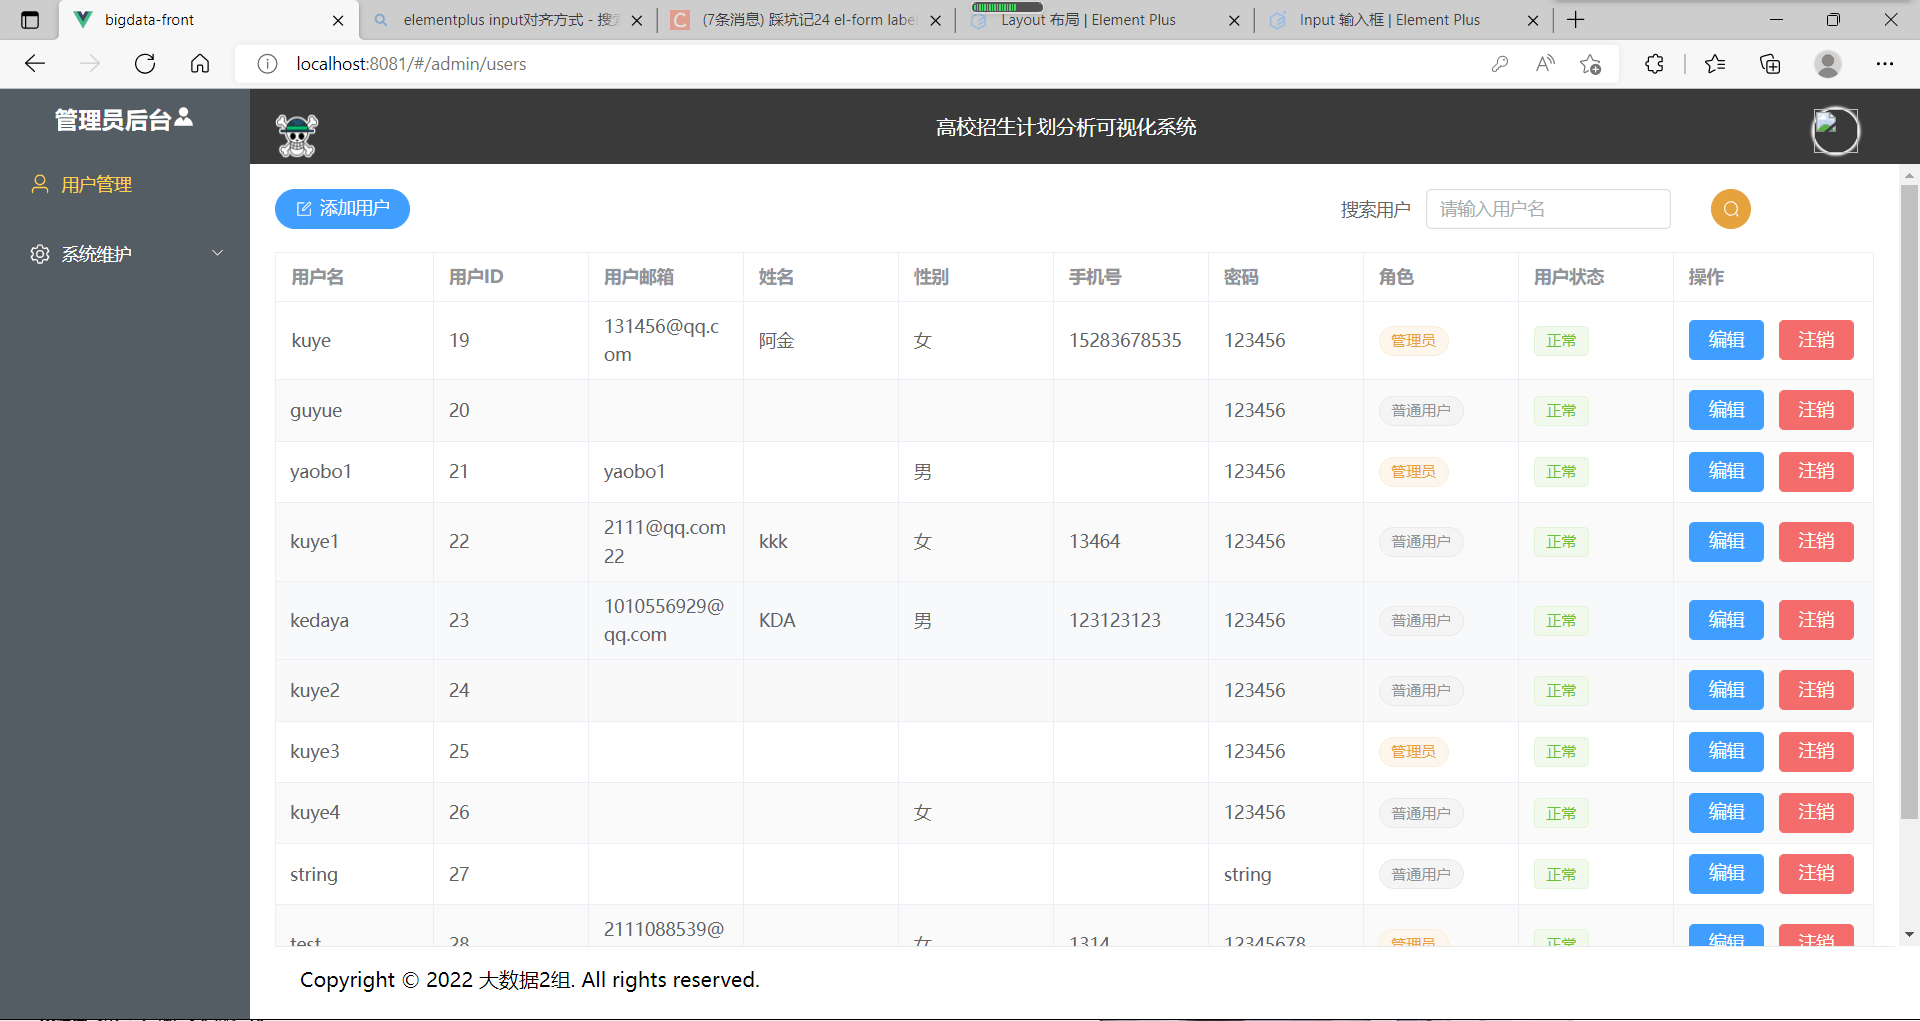 bigdata-front
elementplus input对齐方式 - 搜
(7条消息) 踩坑记24 el-form labe
Layout 布局 | Element Plus
Input 输入框 | Element Plus
localhost:8081/#/admin/users
管理员后台
高校招生计划分析可视化系统
用户管理
系统维护
添加用户
搜索用户 请输入用户名
用户名 用户ID 用户邮箱 姓名 性别 手机号 密码 角色 用户状态 操作
kuye 19 131456@qq.c
om 阿金 女 15283678535 123456 管理员 正常 编辑 注销
guyue 20 123456 普通用户 正常 编辑 注销
yaobo1 21 yaobo1 男 123456 管理员 正常 编辑 注销
kuye1 22 2111@qq.com
22 kkk 女 13464 123456 普通用户 正常 编辑 注销
kedaya 23 1010556929@
qq.com KDA 男 123123123 123456 普通用户 正常 编辑 注销
kuye2 24 123456 普通用户 正常 编辑 注销
kuye3 25 123456 管理员 正常 编辑 注销
kuye4 26 女 123456 普通用户 正常 编辑 注销
string 27 string 普通用户 正常 编辑 注销
test 28 2111088539@ 女 1314 12345678 管理员 正常 编辑 注销
Copyright © 2022 大数据2组. All rights reserved.